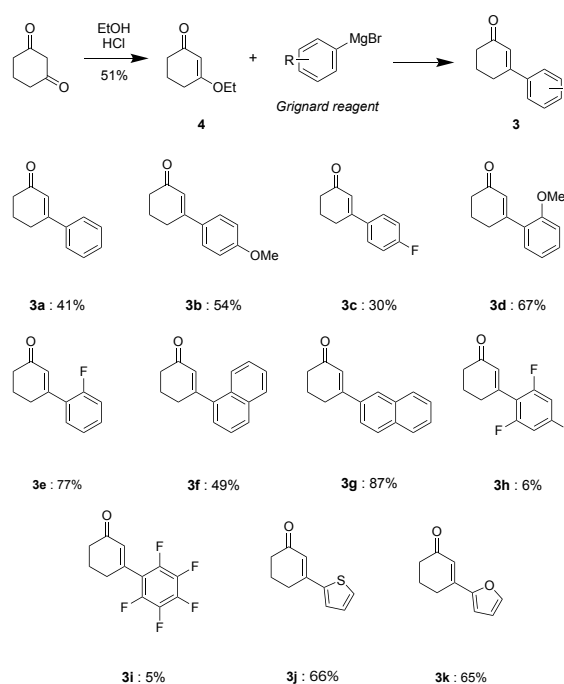 O
O
EtOH
HCl
51%
O
OEt
4
+
R
MgBr
Grignard reagent
O
3
O
3a : 41%
O
OMe
3b : 54%
O
F
3c : 30%
O
OMe
3d : 67%
O
F
3e : 77%
O
3f : 49%
O
3g : 87%
O
F
F
3h : 6%
O
F
F
F
F
F
3i : 5%
O
S
3j : 66%
O
O
3k : 65%